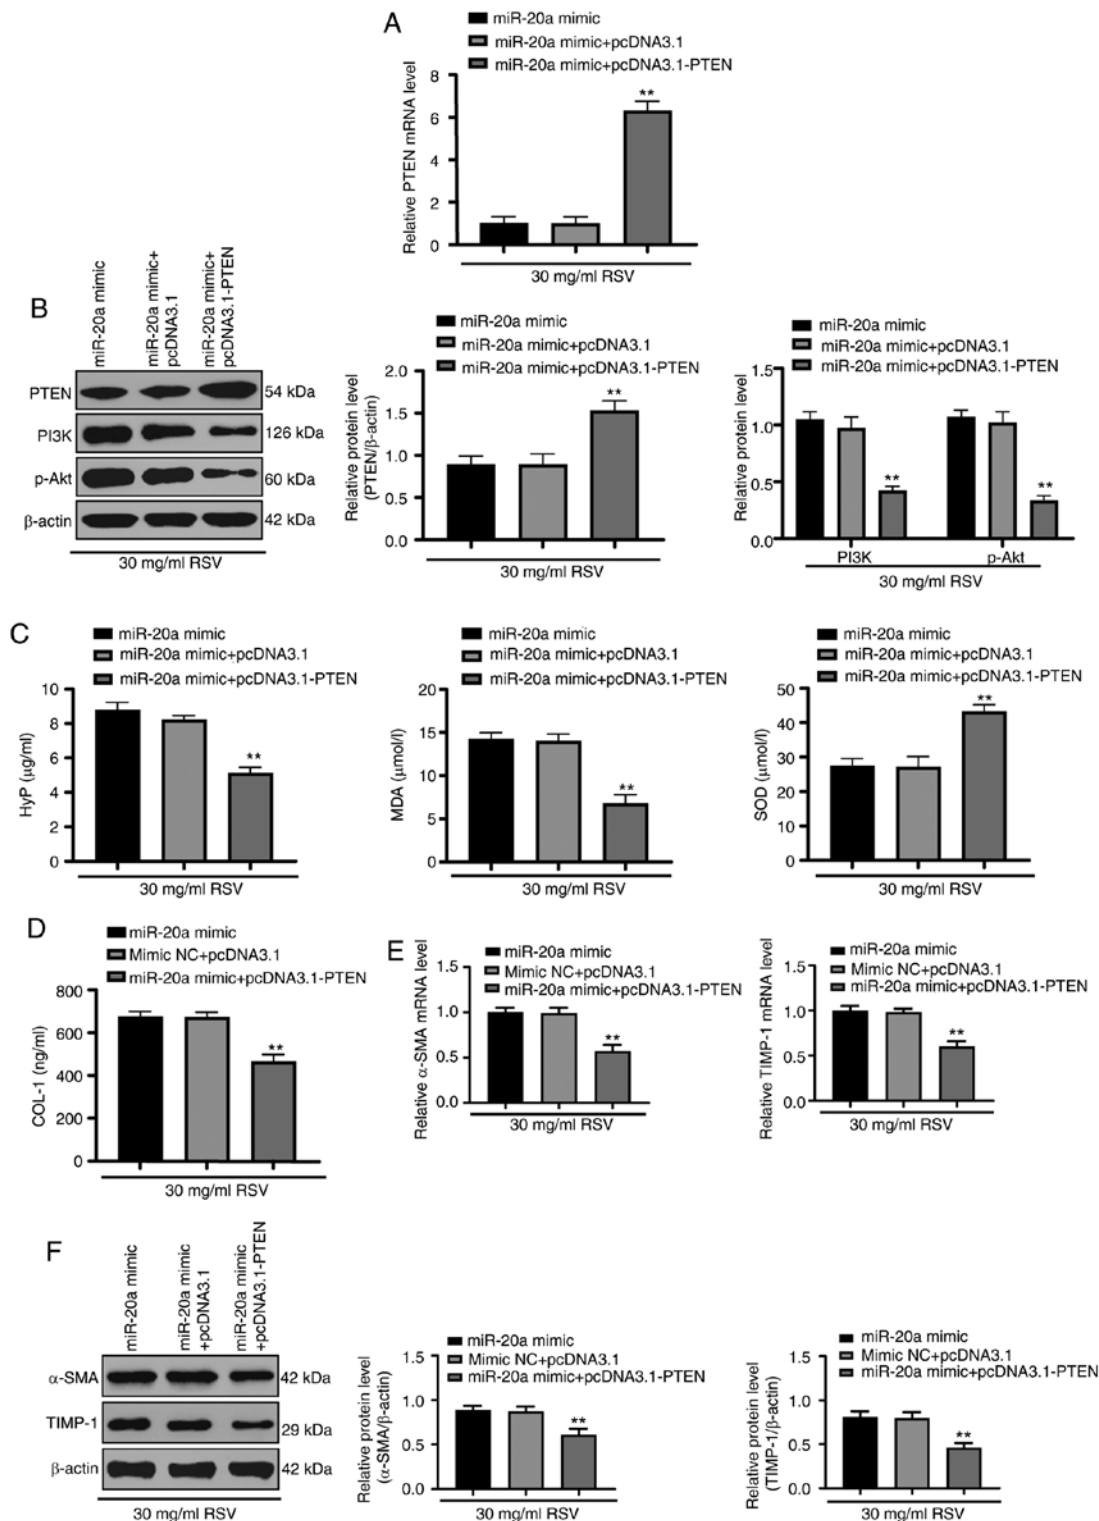 A
miR-20a mimic
miR-20a mimic+pcDNA3.1
miR-20a mimic+pcDNA3.1-PTEN
Relative PTEN mRNA level
8
6
4
2
0
**
30 mg/ml RSV
B
miR-20a mimic
miR-20a mimic+
pcDNA3.1
miR-20a mimic+
pcDNA3.1-PTEN
PTEN
54 kDa
PI3K
126 kDa
p-Akt
60 kDa
β-actin
42 kDa
30 mg/ml RSV
miR-20a mimic
miR-20a mimic+pcDNA3.1
miR-20a mimic+pcDNA3.1-PTEN
Relative protein level
(PTEN/β-actin)
2.0
1.5
1.0
0.5
0.0
**
30 mg/ml RSV
miR-20a mimic
miR-20a mimic+pcDNA3.1
miR-20a mimic+pcDNA3.1-PTEN
Relative protein level
1.5
1.0
0.5
0.0
**
**
PI3K
p-Akt
30 mg/ml RSV
C
miR-20a mimic
miR-20a mimic+pcDNA3.1
miR-20a mimic+pcDNA3.1-PTEN
HyP (μg/ml)
10
8
6
4
2
0
**
30 mg/ml RSV
miR-20a mimic
miR-20a mimic+pcDNA3.1
miR-20a mimic+pcDNA3.1-PTEN
MDA (μmol/l)
20
15
10
5
0
**
30 mg/ml RSV
miR-20a mimic
miR-20a mimic+pcDNA3.1
miR-20a mimic+pcDNA3.1-PTEN
SOD (μmol/l)
50
40
30
20
10
0
**
30 mg/ml RSV
D
miR-20a mimic
Mimic NC+pcDNA3.1
miR-20a mimic+pcDNA3.1-PTEN
COL-1 (ng/ml)
800
600
400
200
0
**
30 mg/ml RSV
E
miR-20a mimic
Mimic NC+pcDNA3.1
miR-20a mimic+pcDNA3.1-PTEN
Relative α-SMA mRNA level
1.5
1.0
0.5
0.0
**
30 mg/ml RSV
miR-20a mimic
Mimic NC+pcDNA3.1
miR-20a mimic+pcDNA3.1-PTEN
Relative TIMP-1 mRNA level
1.5
1.0
0.5
0.0
**
30 mg/ml RSV
F
miR-20a mimic
miR-20a mimic
+pcDNA3.1
miR-20a mimic
+pcDNA3.1-PTEN
α-SMA
42 kDa
TIMP-1
29 kDa
β-actin
42 kDa
30 mg/ml RSV
miR-20a mimic
Mimic NC+pcDNA3.1
miR-20a mimic+pcDNA3.1-PTEN
Relative protein level
(α-SMA/β-actin)
1.5
1.0
0.5
0.0
**
30 mg/ml RSV
miR-20a mimic
Mimic NC+pcDNA3.1
miR-20a mimic+pcDNA3.1-PTEN
Relative protein level
(TIMP-1/β-actin)
1.5
1.0
0.5
0.0
**
30 mg/ml RSV